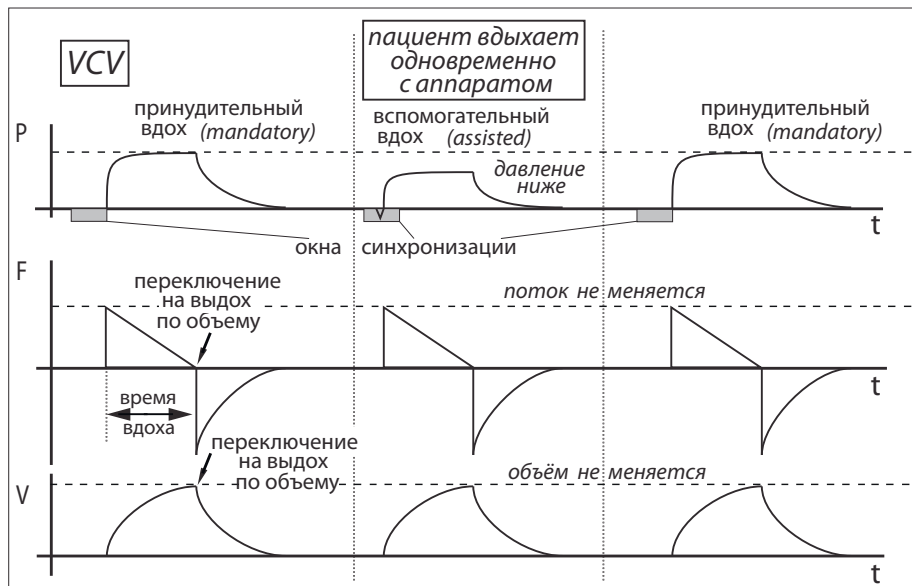 VCV
пациент вдыхает
одновременно
с аппаратом
принудительный
вдох (mandatory)
вспомогательный
вдох (assisted)
принудительный
вдох (mandatory)
P
давление
ниже
t
окна синхронизации
F
переключение
на выдох
по объему
поток не меняется
t
время
вдоха
переключение
на выдох
по объему
V
объём не меняется
t